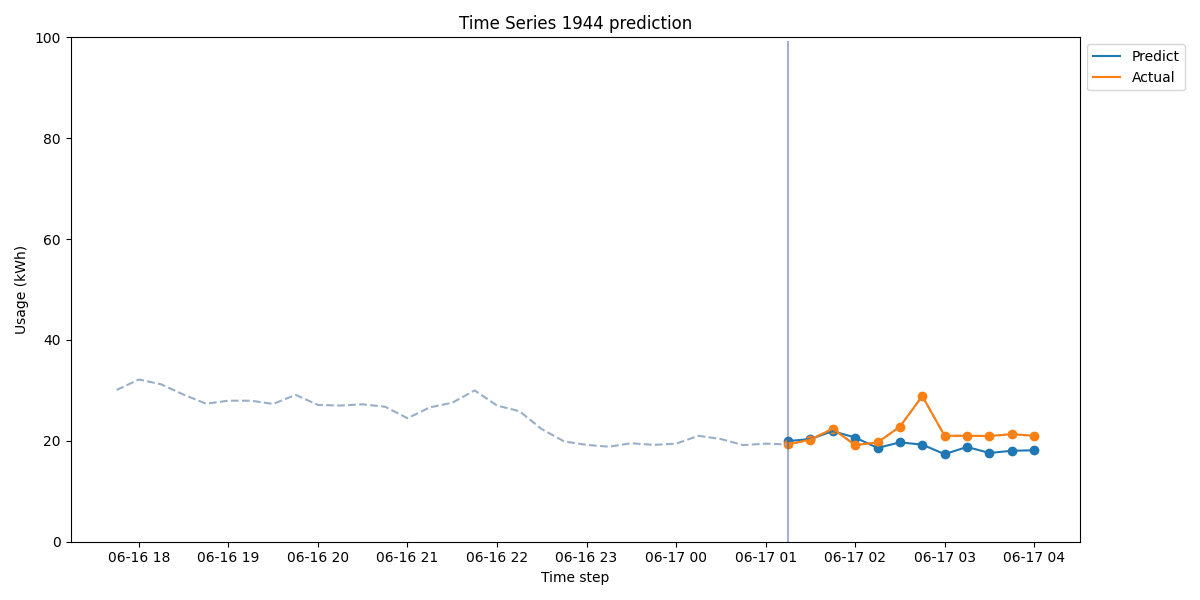 Time Series 1944 prediction
100
80
60
40
20
0
Usage (kWh)
06-16 18 06-16 19 06-16 20 06-16 21 06-16 22 06-16 23 06-17 00 06-17 01 06-17 02 06-17 03 06-17 04
Time step
Predict
Actual